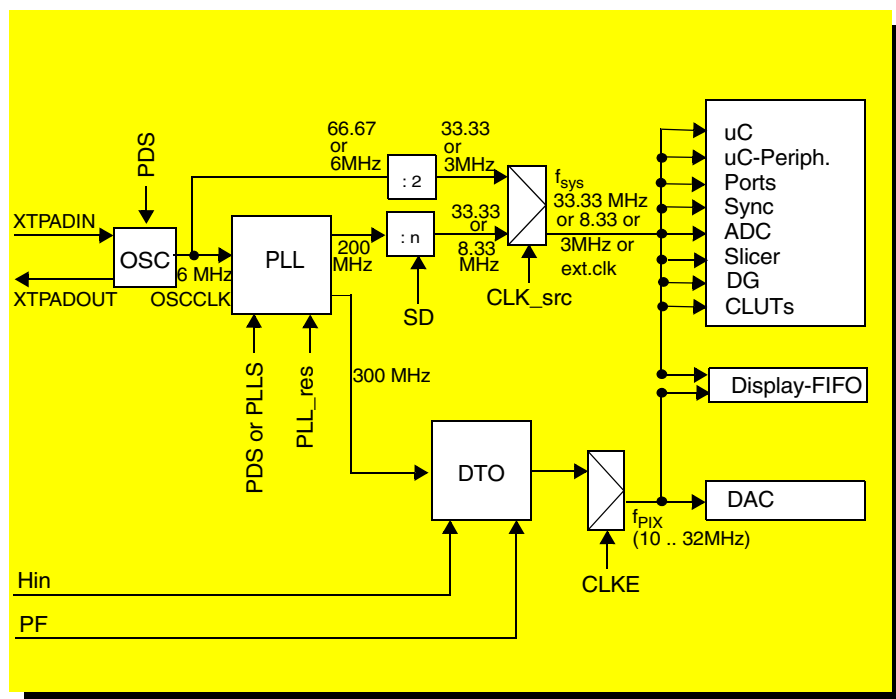 66.67
or
6MHz
33.33
or
3MHz
: 2
PDS
XTPADIN
OSC
XTPADOUT
6 MHz
OSCCLK
PLL
200
MHz
: n
33.33
or
8.33
MHz
SD
f_sys
33.33 MHz
or 8.33 or
3MHz or
ext.clk
CLK_src
uC
uC-Periph.
Ports
Sync
ADC
Slicer
DG
CLUTs
PDS or PLLS
PLL_res
300 MHz
Display-FIFO
DTO
DAC
f_PIX
(10 .. 32MHz)
CLKE
Hin
PF